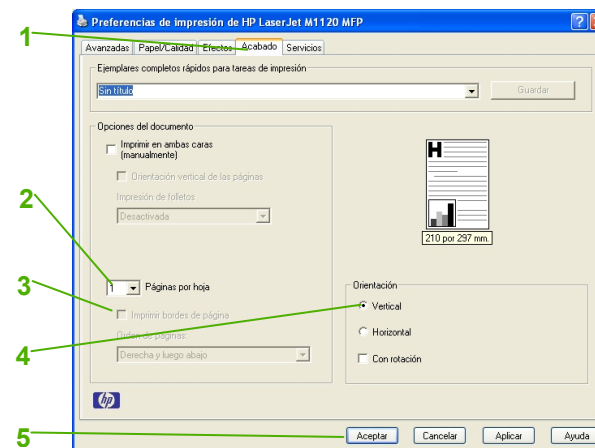 Preferencias de impresión de HP LaserJet M1120 MFP
1
Avanzadas Papel/Calidad Efectos Acabado Servicios
Ejemplares completos rápidos para tareas de impresión
Sin título
Guardar
Opciones del documento
Imprimir en ambas caras
(manualmente)
Orientación vertical de las páginas
Impresión de folletos
Desactivada
H
210 por 297 mm.
2
1 Páginas por hoja
3
Imprimir bordes de página
Orden de páginas:
Derecha y luego abajo
Orientación
Vertical
4
Horizontal
Con rotación
hp
5
Aceptar Cancelar Aplicar Ayuda